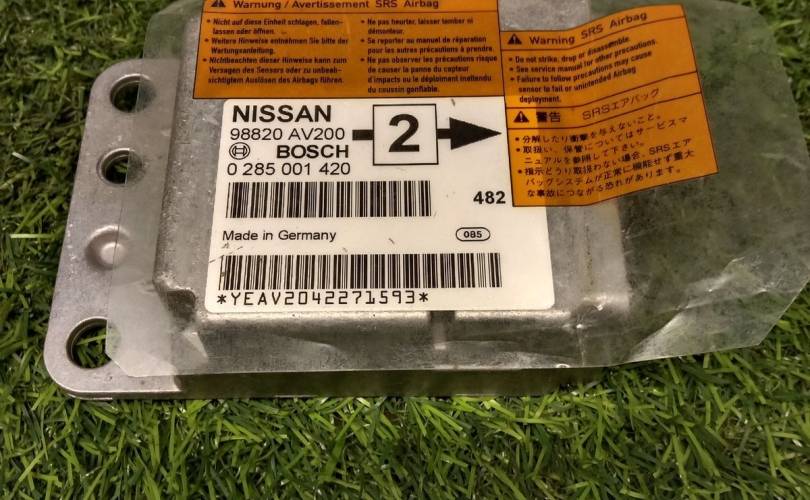 Warnung / Avertissement SRS Airbag
• Nicht auf diese Einheit schlagen, fallen-
lassen oder öffnen.
• Weitere Hinweise entnehmen Sie bitte der
Wartungsanleitung.
• Nichtbeachten dieser Hinweise kann zum
Versagen des Sensors oder zu unbeab-
sichtigtem Auslösen des Airbags führen.
• Ne pas heurter, laisser tomber ni
démonteur.
• Se reporter au manuel de réparation
pour les autres précautions à prendre.
• Ne pas observer les précautions risque
de causer la panne du capteur
d'impacts ou le déploiment inattendu
du coussin gonflable.
Warning SRS Airbag
• Do not strike, drop or disassemble.
• See service manual for other precautions.
• Failure to follow precautions may cause
sensor to fail or unintended Airbag
deployment.
警告 SRSエアバッグ
• 分解したり衝撃を与えないこと。
• 取扱い、保管についてはサービスマ
ニュアルを参照して下さい。
• 指示どうり取扱わない場合、SRSエア
バッグシステムが正常に機能せず重大
な事故につながる恐れがあります。
NISSAN
98820 AV200
BOSCH
0 285 001 420
2
482
Made in Germany
085
*YEAV2042271593*